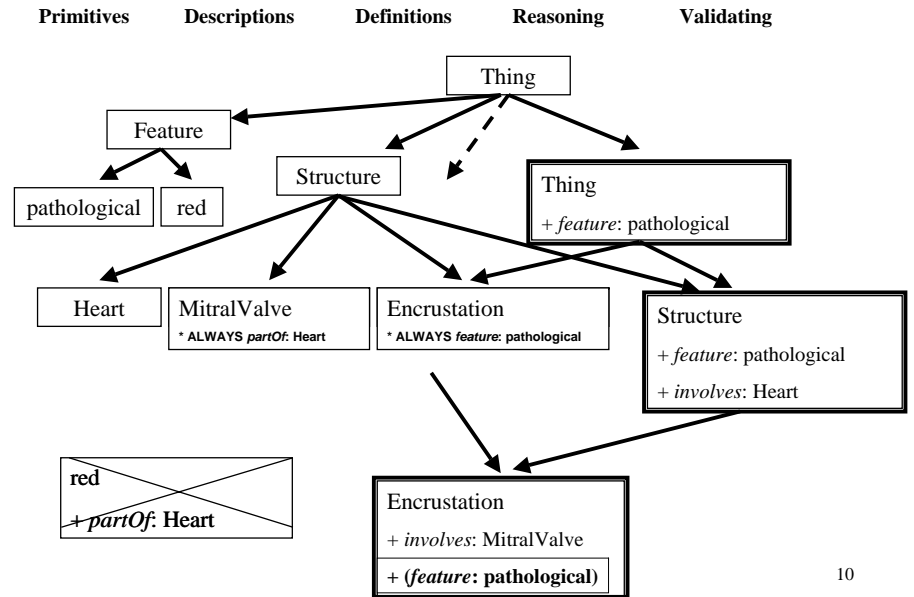 Primitives Descriptions Definitions Reasoning Validating
Thing
Feature
Structure
pathological red
Thing
+ feature: pathological
Heart
MitralValve
* ALWAYS partOf: Heart
Encrustation
* ALWAYS feature: pathological
Structure
+ feature: pathological
+ involves: Heart
red
+ partOf: Heart
Encrustation
+ involves: MitralValve
+ (feature: pathological)
10